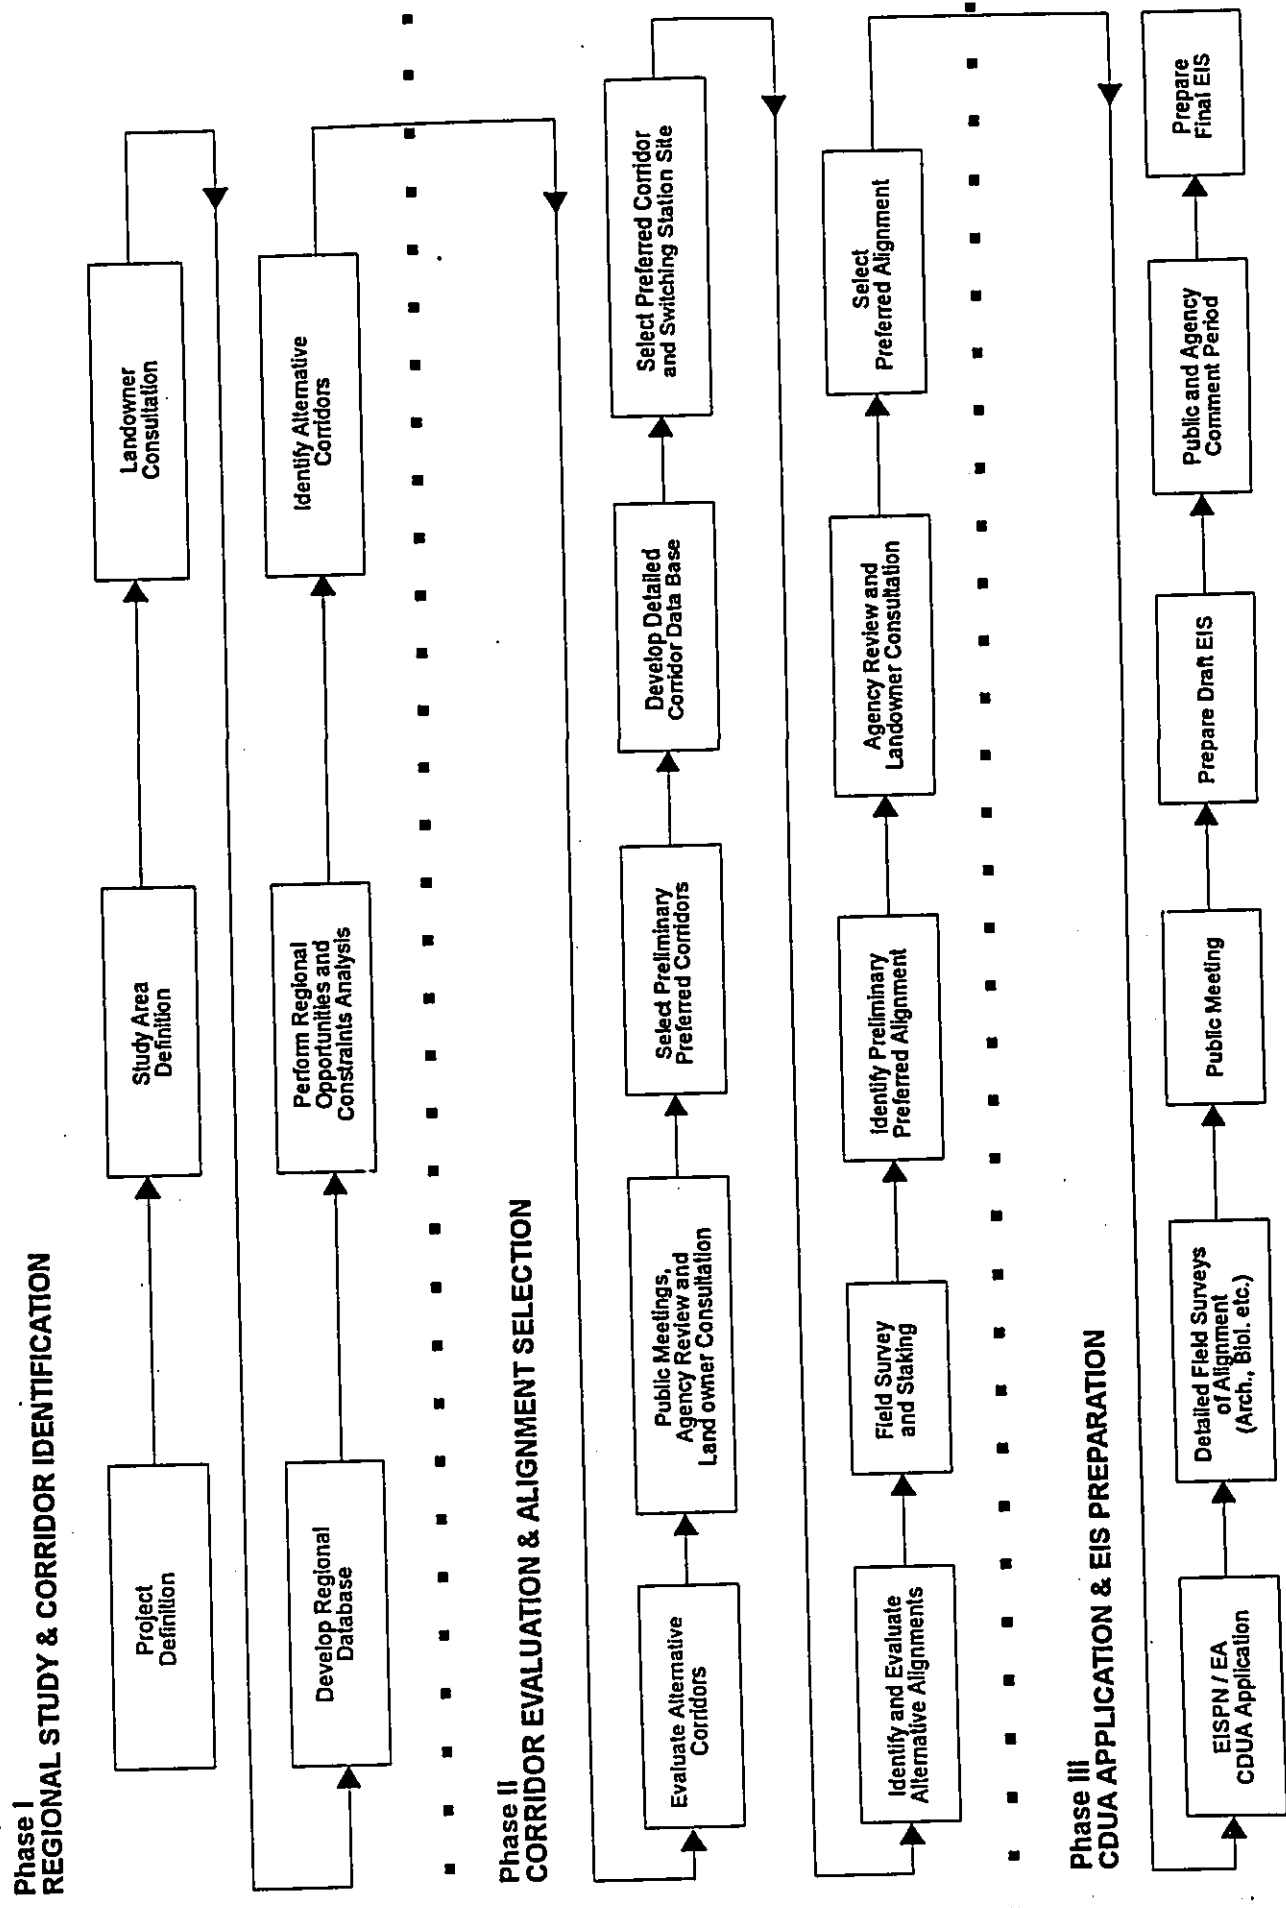 Phase I
REGIONAL STUDY & CORRIDOR IDENTIFICATION
Project
Definition
Study Area
Definition
Landowner
Consultation
Develop Regional
Database
Perform Regional
Opportunities and
Constraints Analysis
Identify Alternative
Corridors
Phase II
CORRIDOR EVALUATION & ALIGNMENT SELECTION
Evaluate Alternative
Corridors
Public Meetings,
Agency Review and
Land owner Consultation
Select Preliminary
Preferred Corridors
Develop Detailed
Corridor Data Base
Select Preferred Corridor
and Switching Station Site
Identify and Evaluate
Alternative Alignments
Field Survey
and Staking
Identify Preliminary
Preferred Alignment
Agency Review and
Landowner Consultation
Select
Preferred Alignment
Phase III
CDUA APPLICATION & EIS PREPARATION
EISPN / EA
CDUA Application
Detailed Field Surveys
of Alignment
(Arch., Biol. etc.)
Public Meeting
Prepare Draft EIS
Public and Agency
Comment Period
Prepare
Final EIS